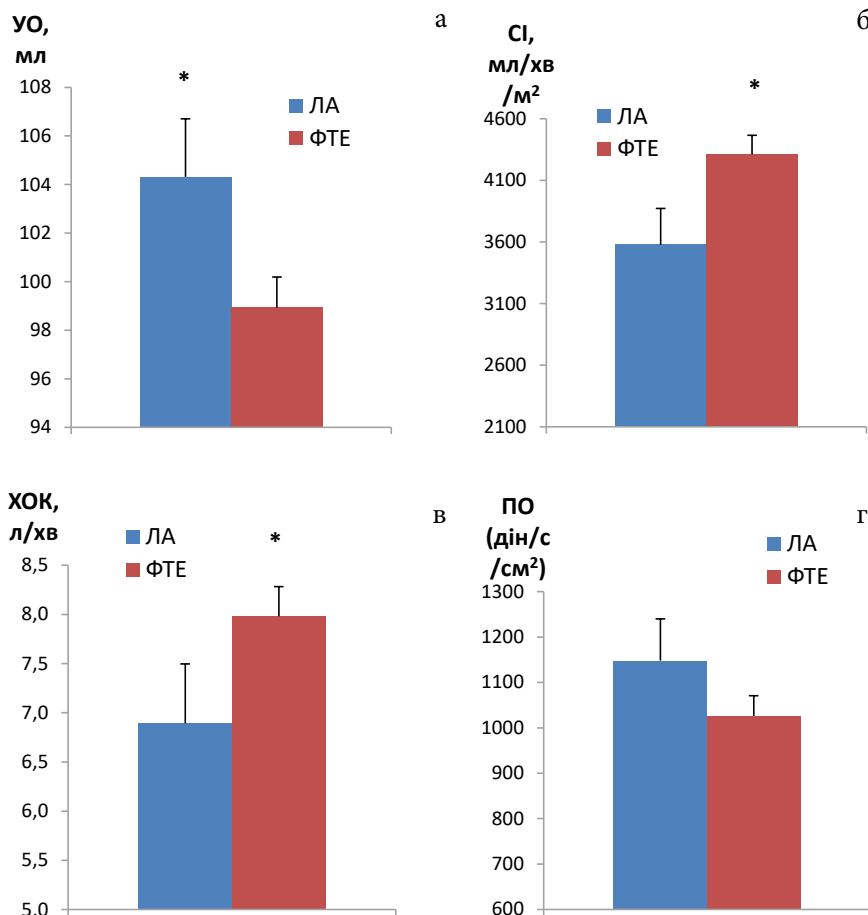 УО,
мл
а
*
ЛА
ФТЕ
108
106
104
102
100
98
96
94
СІ,
мл/хв
/м²
б
*
ЛА
ФТЕ
4600
4100
3600
3100
2600
2100
ХОК,
л/хв
в
*
ЛА
ФТЕ
8,5
8,0
7,5
7,0
6,5
6,0
5,5
5,0
ПО
(дін/с
/см²)
г
ЛА
ФТЕ
1300
1200
1100
1000
900
800
700
600